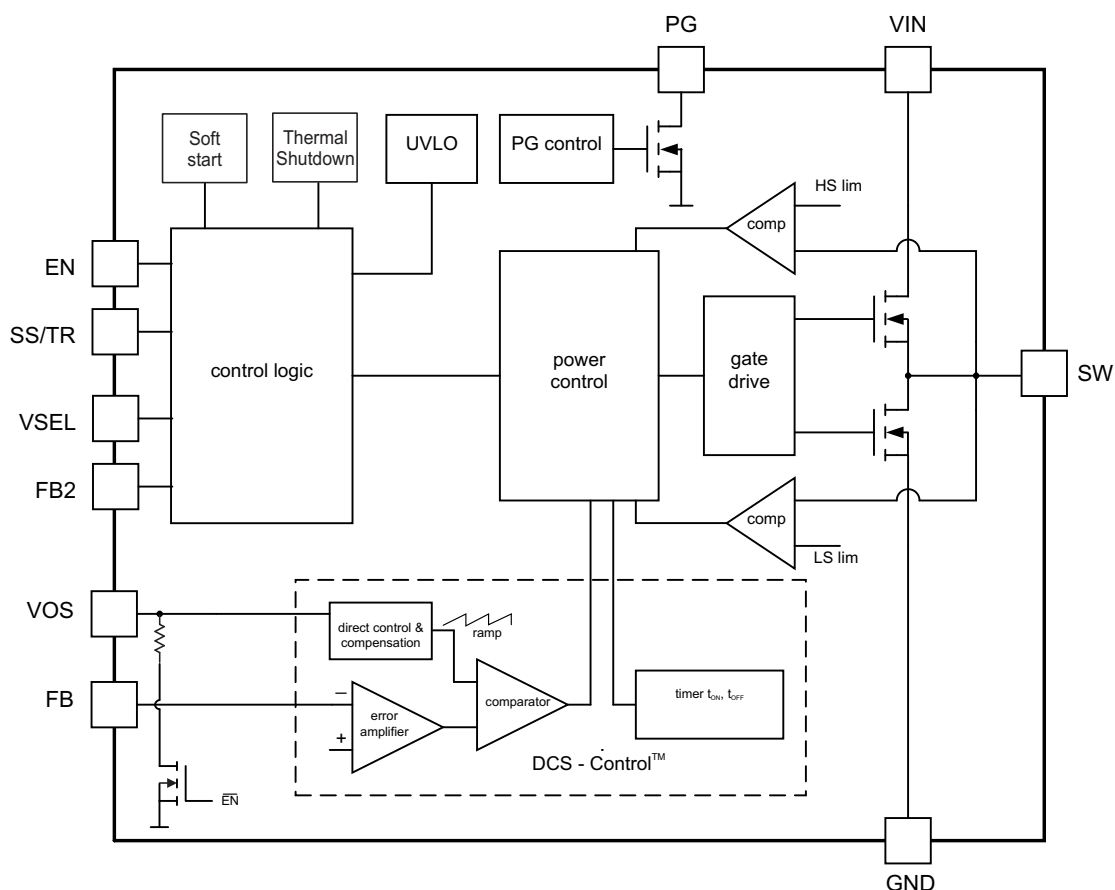 PG
VIN
Soft
start
Thermal
Shutdown
UVLO
PG control
HS lim
comp
EN
SS/TR
VSEL
FB2
control logic
power
control
gate
drive
SW
comp
LS lim
VOS
FB
direct control &
compensation
ramp
error
amplifier
comparator
timer tON, tOFF
DCS - Control™
−
+
EN
GND